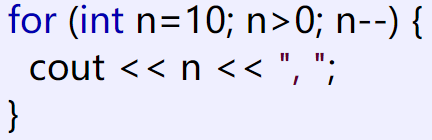 for (int n=10; n>0; n--) {
cout << n << ", ";
}